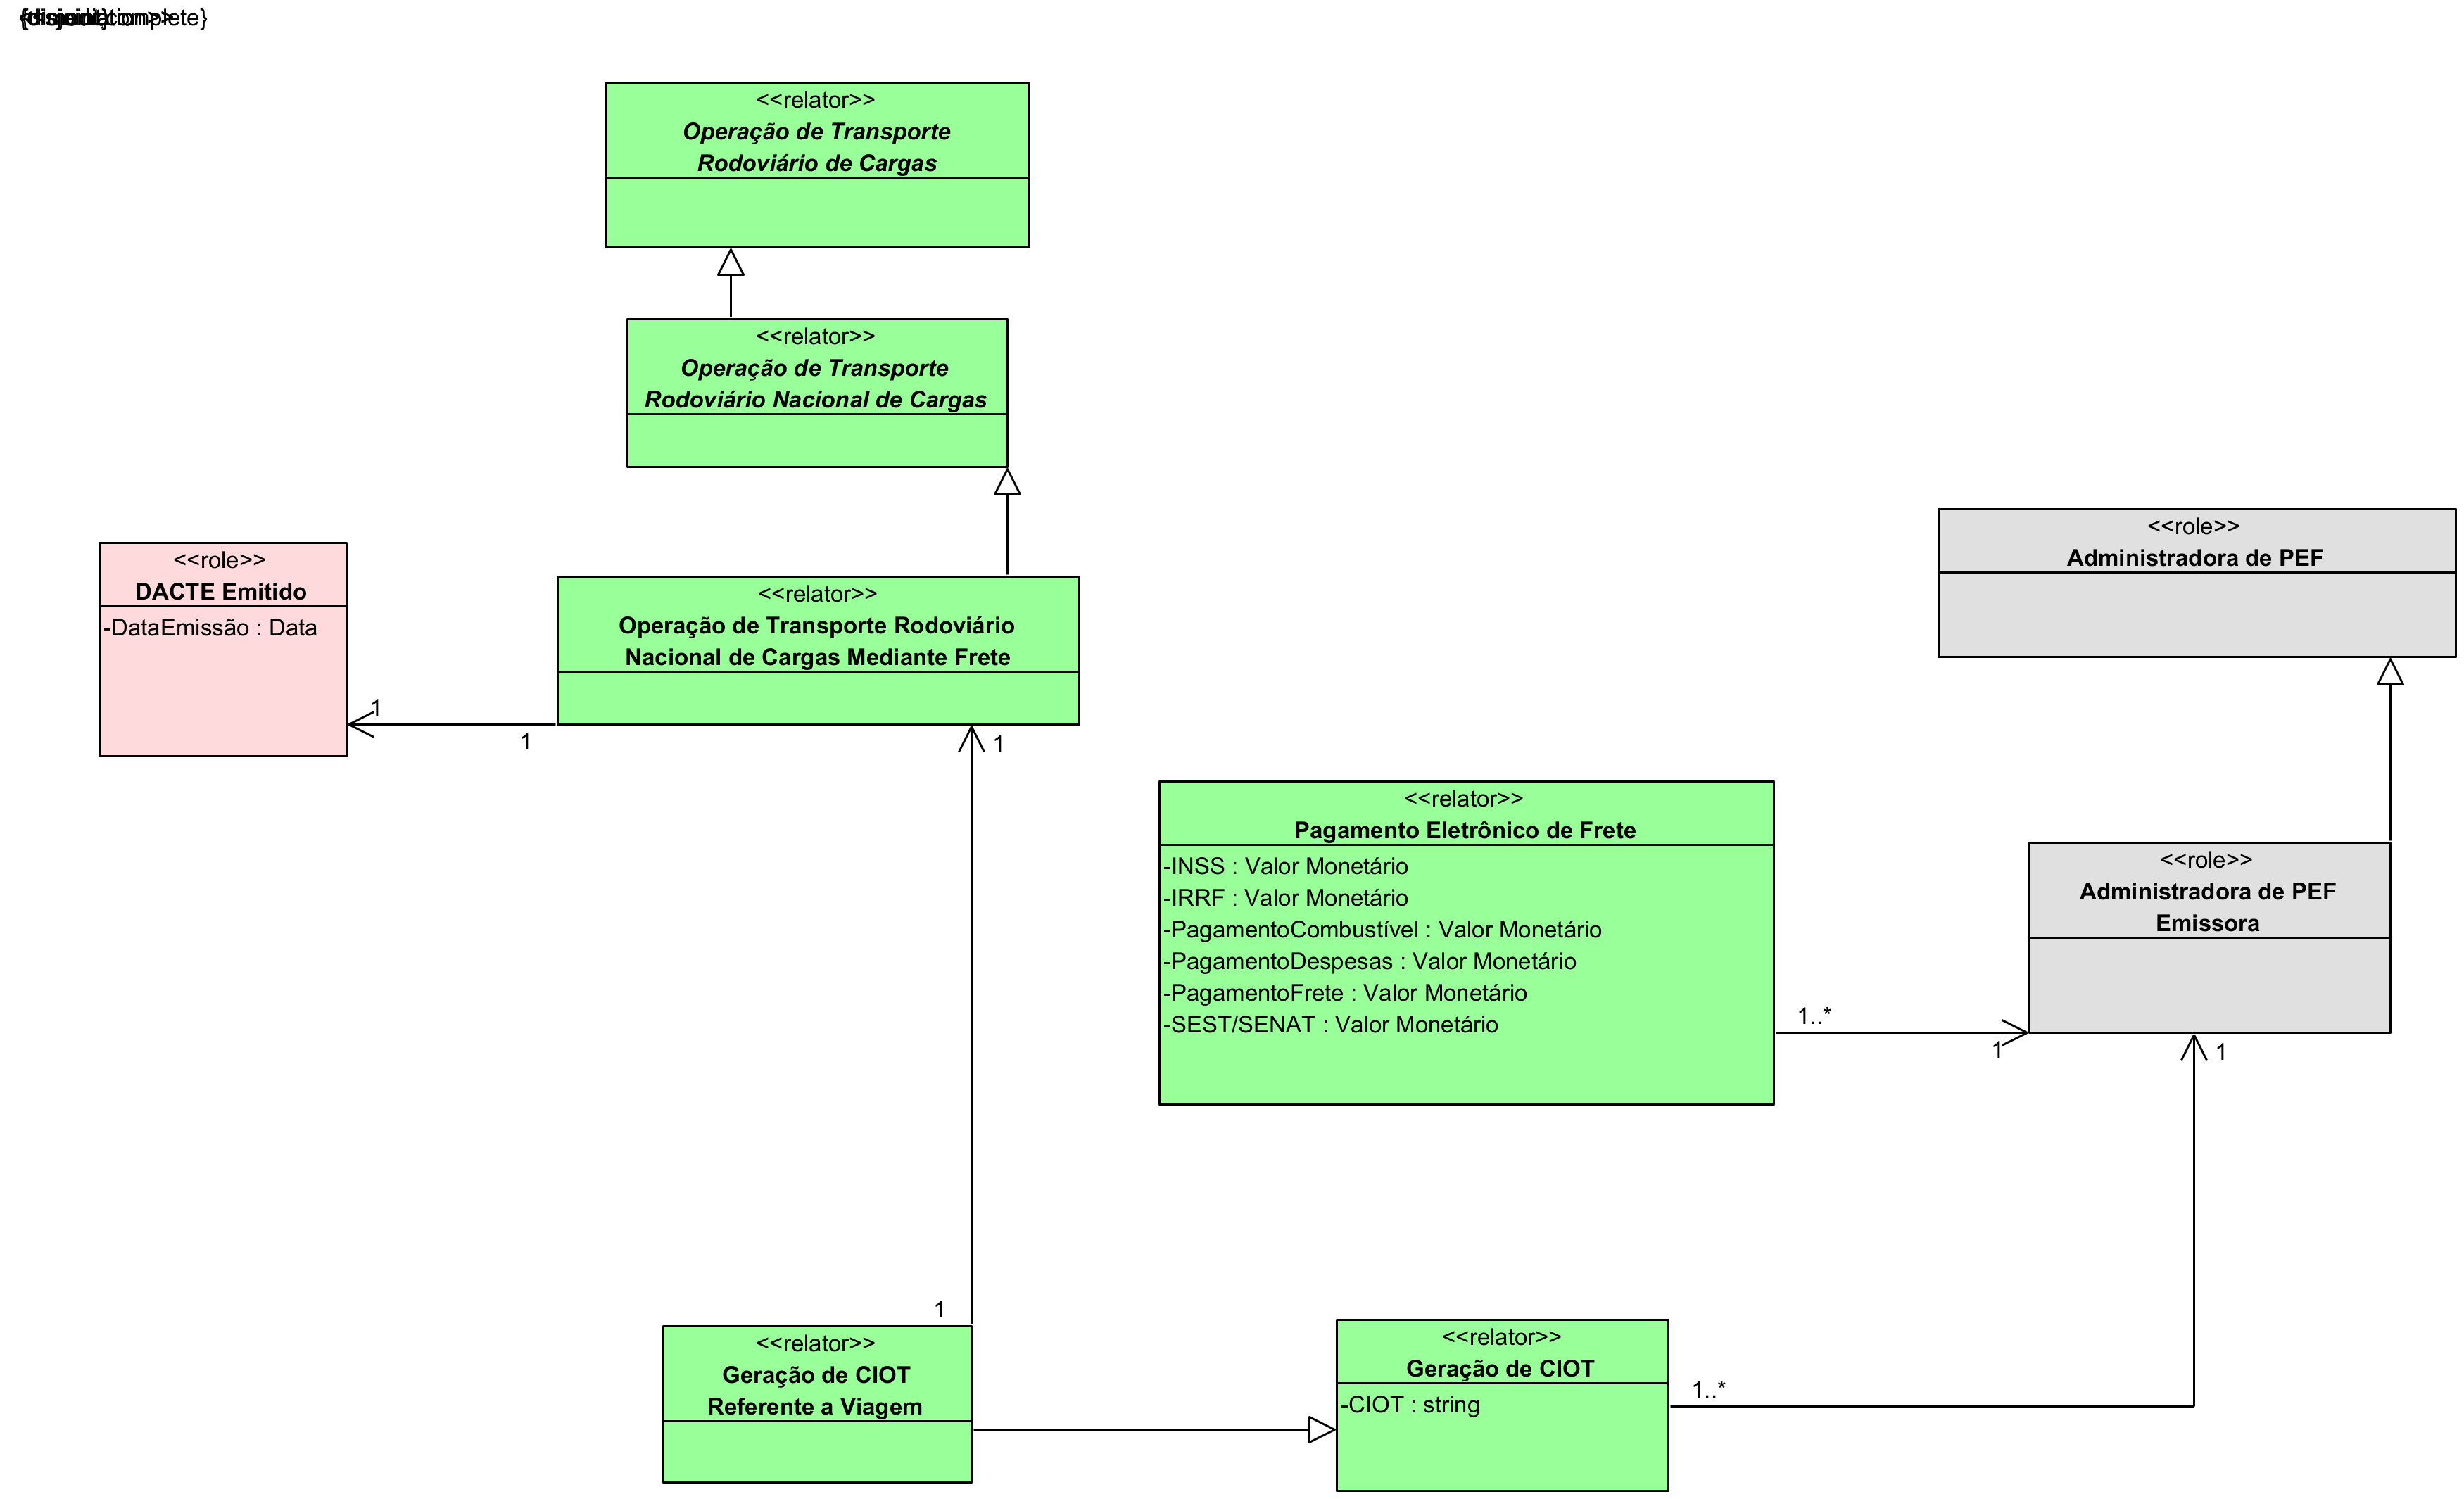 <<relator>>
Operação de Transporte
Rodoviário de Cargas
<<relator>>
Operação de Transporte
Rodoviário Nacional de Cargas
<<role>>
Administradora de PEF
<<role>>
DACTE Emitido
-DataEmissão : Data
<<relator>>
Operação de Transporte Rodoviário
Nacional de Cargas Mediante Frete
1
1
1
<<relator>>
Pagamento Eletrônico de Frete
-INSS : Valor Monetário
-IRRF : Valor Monetário
-PagamentoCombustível : Valor Monetário
-PagamentoDespesas : Valor Monetário
-PagamentoFrete : Valor Monetário
-SEST/SENAT : Valor Monetário
<<role>>
Administradora de PEF
Emissora
1..*
1
1
1
<<relator>>
Geração de CIOT
Referente a Viagem
<<relator>>
Geração de CIOT
-CIOT : string
1..*